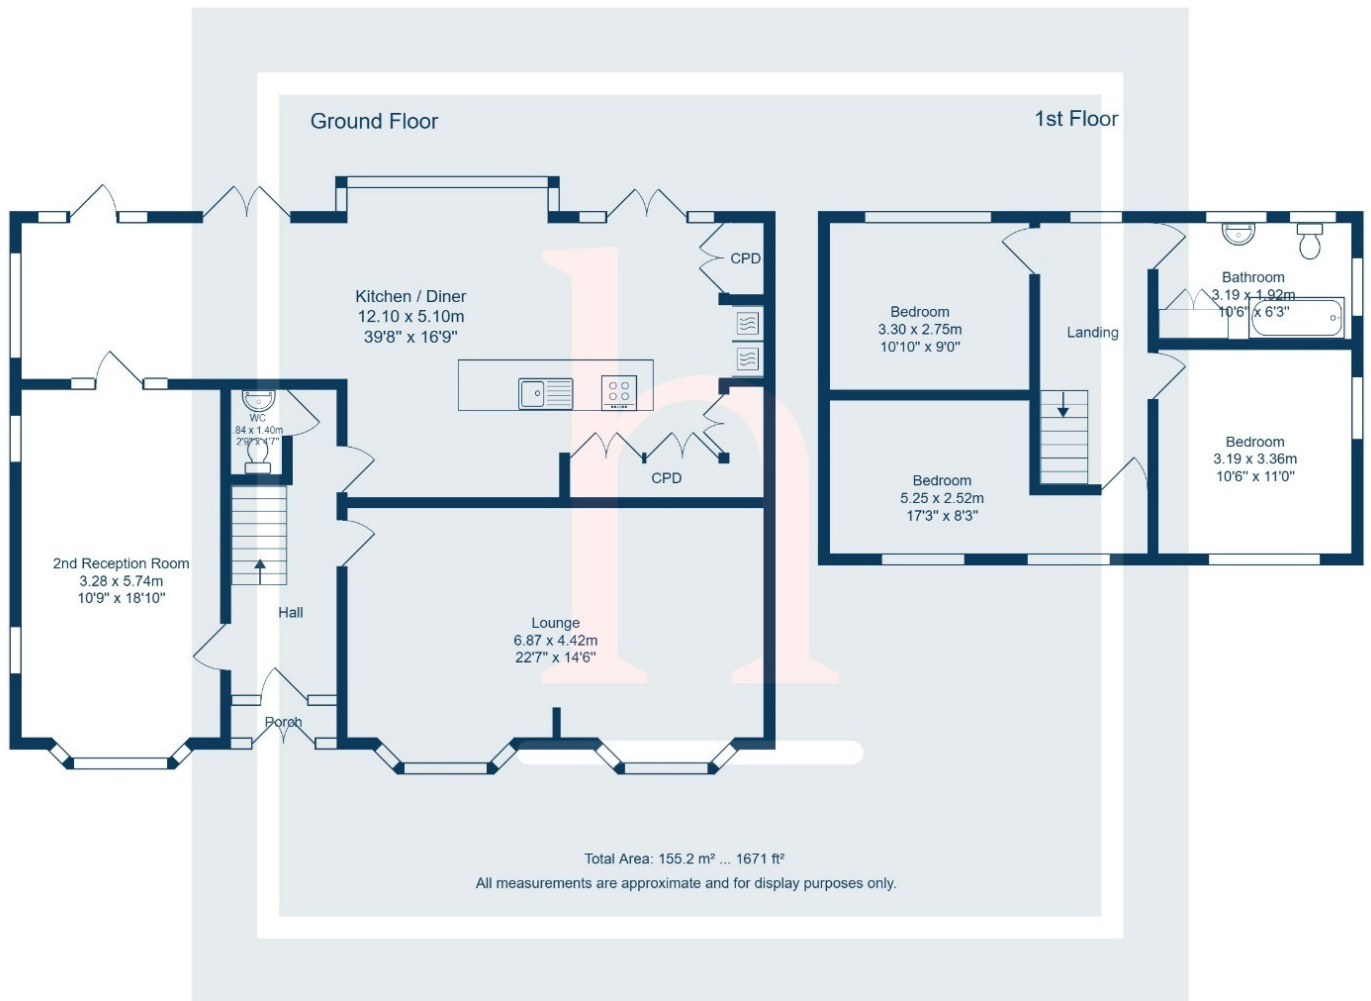 Ground Floor
1st Floor
CPD
Kitchen / Diner
12.10 x 5.10m
39'8" x 16'9"
WC
.84 x 1.40m
2'9" x 4'7"
CPD
2nd Reception Room
3.28 x 5.74m
10'9" x 18'10"
Hall
Lounge
6.87 x 4.42m
22'7" x 14'6"
Porch
Bedroom
3.30 x 2.75m
10'10" x 9'0"
Landing
Bathroom
3.19 x 1.92m
10'6" x 6'3"
Bedroom
3.19 x 3.36m
10'6" x 11'0"
Bedroom
5.25 x 2.52m
17'3" x 8'3"
Total Area: 155.2 m² ... 1671 ft²
All measurements are approximate and for display purposes only.
h